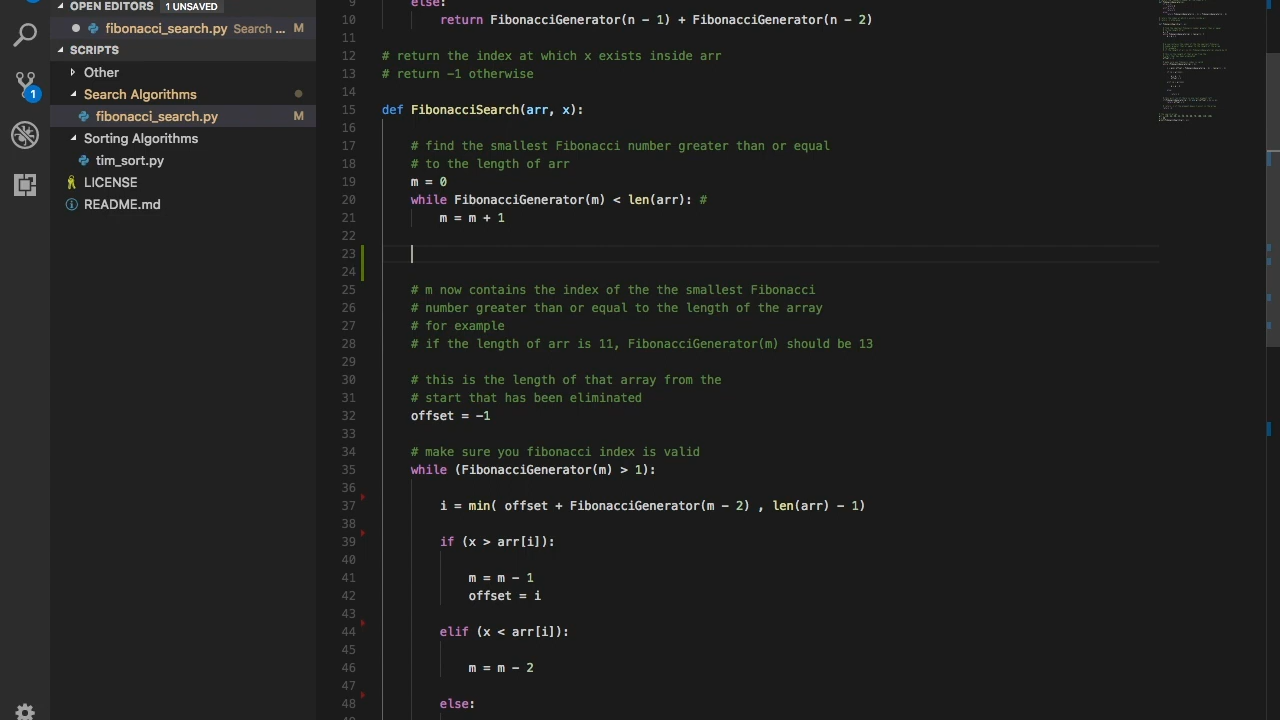 OPEN EDITORS 1 UNSAVED
fibonacci_search.py Search ... M
SCRIPTS
Other
Search Algorithms
fibonacci_search.py M
Sorting Algorithms
tim_sort.py
LICENSE
README.md
1
9 else:
10 return FibonacciGenerator(n - 1) + FibonacciGenerator(n - 2)
11
12 # return the index at which x exists inside arr
13 # return -1 otherwise
14
15 def FibonacciSearch(arr, x):
16
17 # find the smallest Fibonacci number greater than or equal
18 # to the length of arr
19 m = 0
20 while FibonacciGenerator(m) < len(arr): #
21 m = m + 1
22
23
24
25 # m now contains the index of the the smallest Fibonacci
26 # number greater than or equal to the length of the array
27 # for example
28 # if the length of arr is 11, FibonacciGenerator(m) should be 13
29
30 # this is the length of that array from the
31 # start that has been eliminated
32 offset = -1
33
34 # make sure you fibonacci index is valid
35 while (FibonacciGenerator(m) > 1):
36
37 i = min( offset + FibonacciGenerator(m - 2) , len(arr) - 1)
38
39 if (x > arr[i]):
40
41 m = m - 1
42 offset = i
43
44 elif (x < arr[i]):
45
46 m = m - 2
47
48 else: